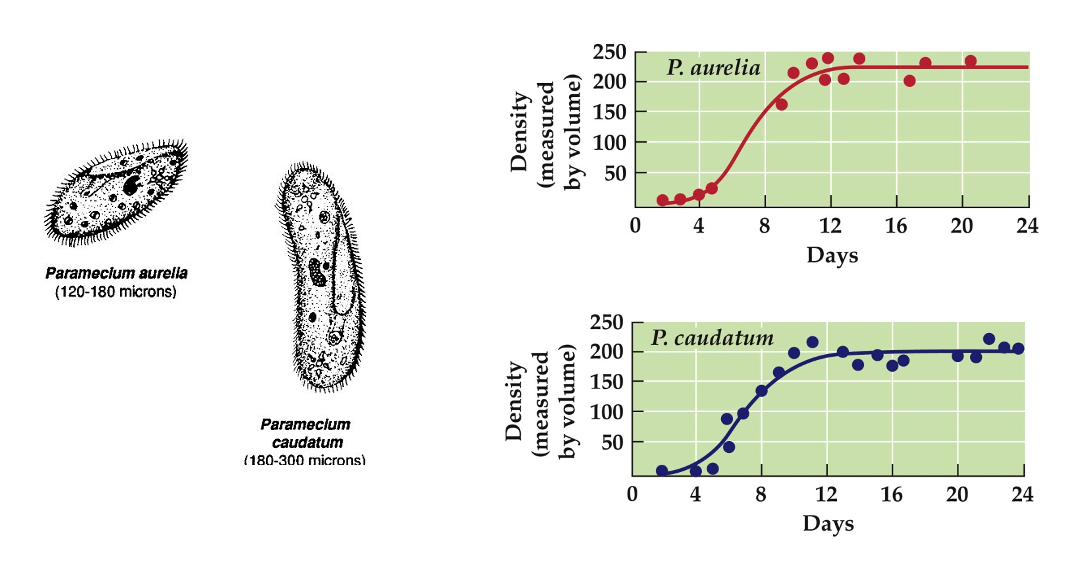 Paramecium aurelia
(120-180 microns)
Paramecium
caudatum
(180-300 microns)
P. aurelia
Density
(measured
by volume)
250
200
150
100
50
0 4 8 12 16 20 24
Days
P. caudatum
Density
(measured
by volume)
250
200
150
100
50
0 4 8 12 16 20 24
Days